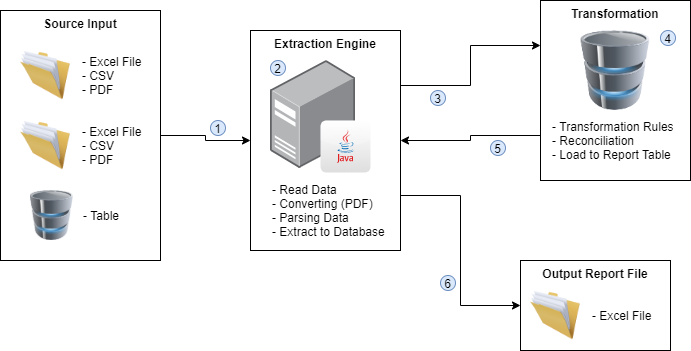 Source Input
- Excel File
- CSV
- PDF
- Excel File
- CSV
- PDF
- Table
1
Extraction Engine
2
Java
- Read Data
- Converting (PDF)
- Parsing Data
- Extract to Database
3
Transformation
4
- Transformation Rules
- Reconciliation
- Load to Report Table
5
6
Output Report File
- Excel File